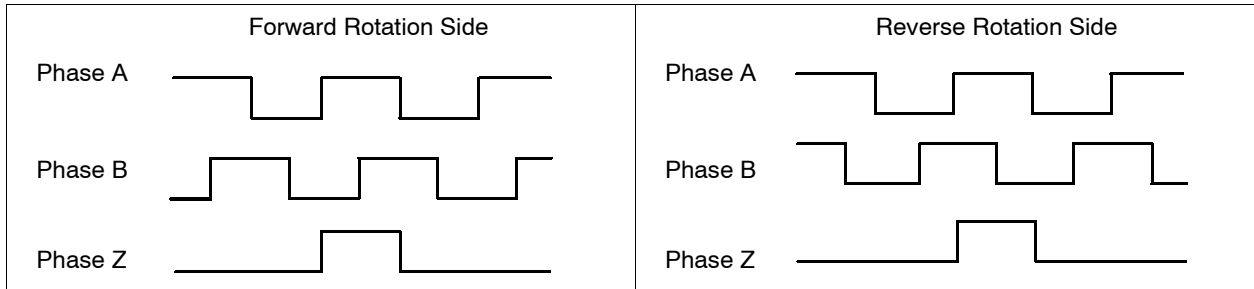 Forward Rotation Side
Phase A
Phase B
Phase Z
Reverse Rotation Side
Phase A
Phase B
Phase Z